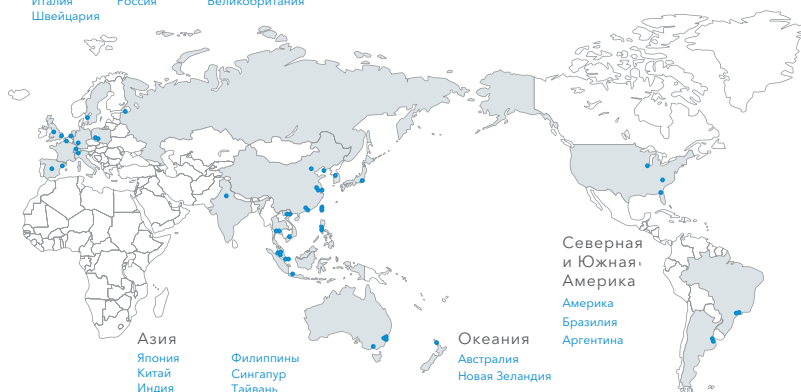 Италия
Россия
Великобритания
Швейцария
Северная
и Южная
Америка
Америка
Бразилия
Аргентина
Азия
Япония
Китай
Индия
Филиппины
Сингапур
Тайвань
Океания
Австралия
Новая Зеландия